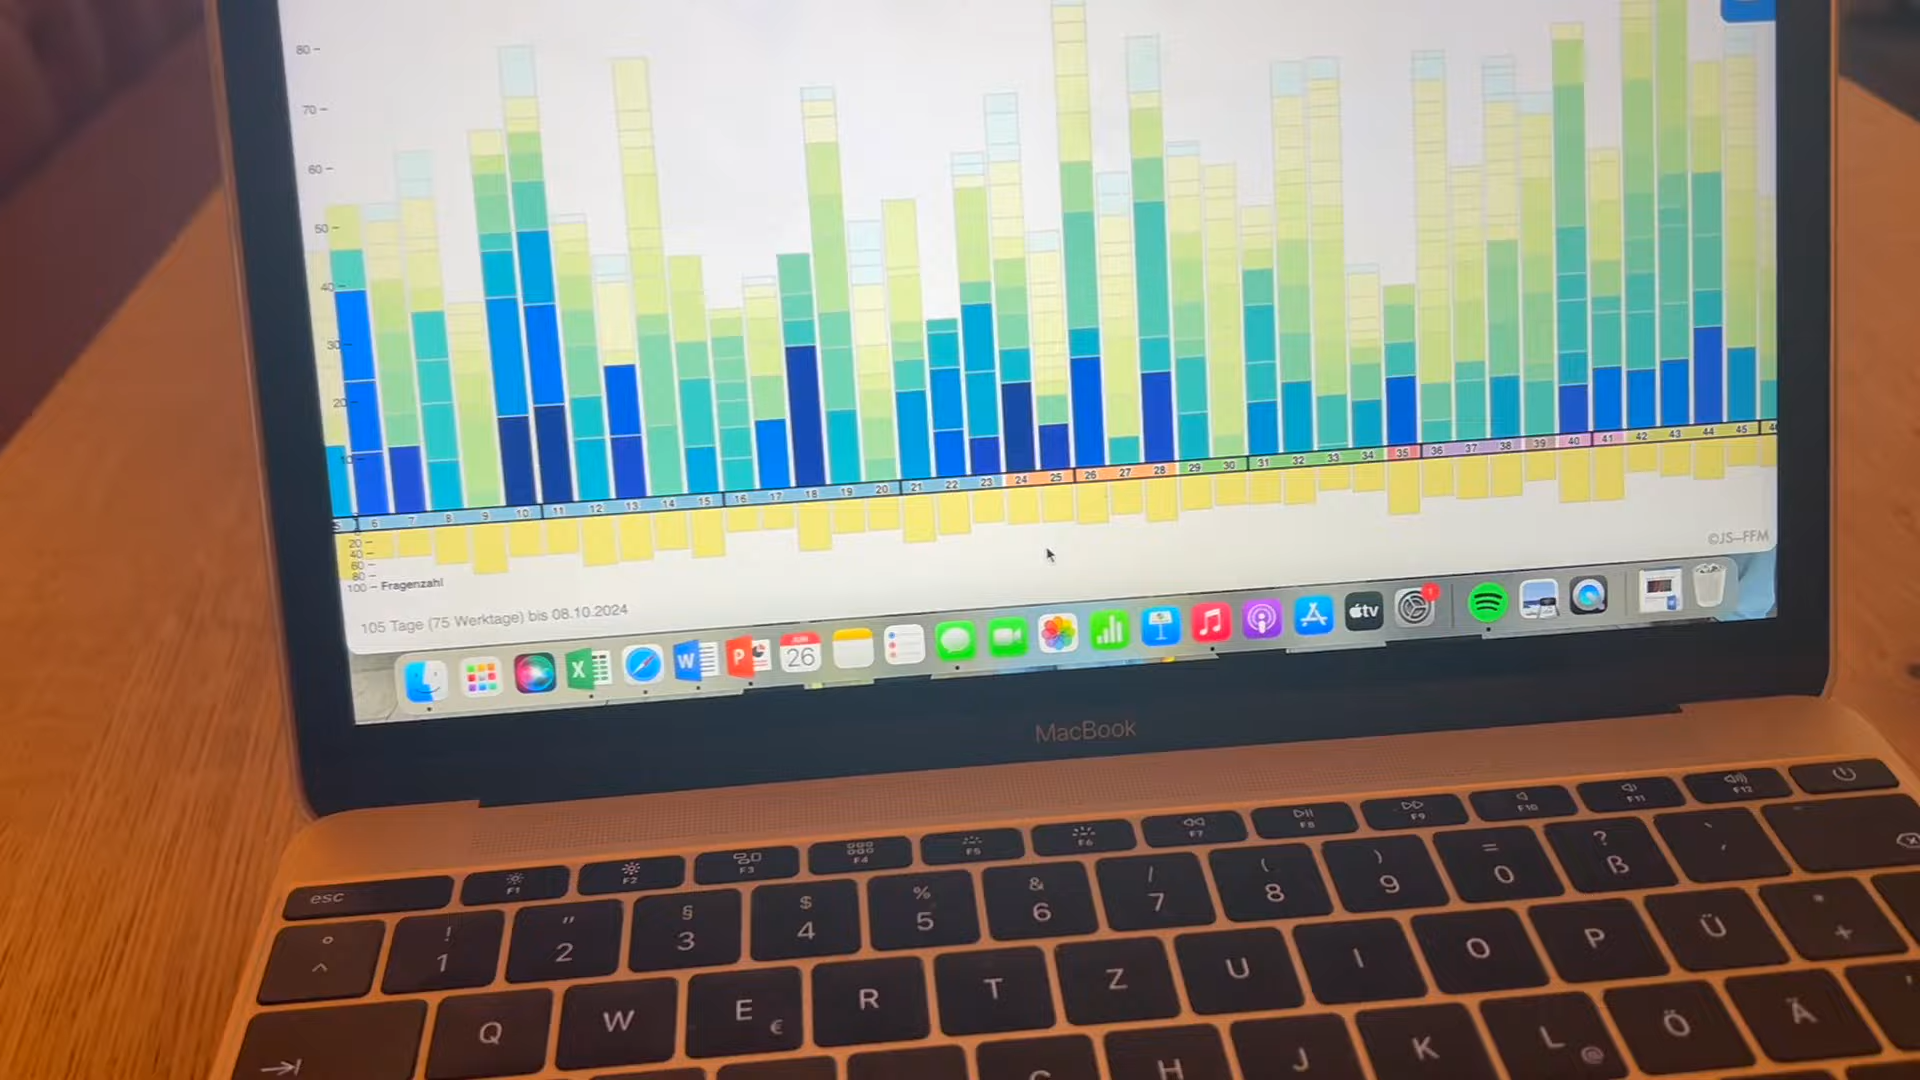 80
70
60
50
40
30
20
10
5 6 7 8 9 10 11 12 13 14 15 16 17 18 19 20 21 22 23 24 25 26 27 28 29 30 31 32 33 34 35 36 37 38 39 40 41 42 43 44 45
20
40
60
80
100 Fragenzahl
©JS–FFM
105 Tage (75 Werktage) bis 08.10.2024
X W P JUN 26 tv
MacBook
esc F1 F2 F3 F4 F5 F6 F7 F8 F9 F10 F11 F12
° ! " § $ % & / ( ) = ? `
^ 1 2 3 4 5 6 7 8 9 0 ß ´
Q W E € R T Z U I O P Ü * +
H J K L @ Ö Ä '